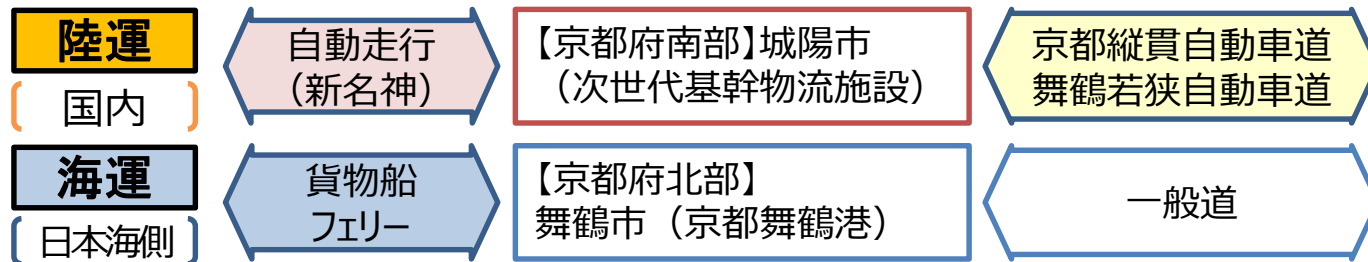 陸運
国内
自動走行
（新名神）
【京都府南部】城陽市
（次世代基幹物流施設）
京都縦貫自動車道
舞鶴若狭自動車道
海運
日本海側
貨物船
フェリー
【京都府北部】
舞鶴市（京都舞鶴港）
一般道